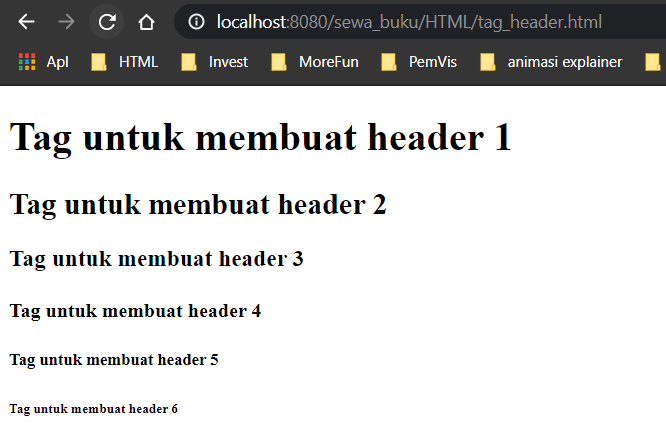 localhost:8080/sewa_buku/HTML/tag_header.html
Apl HTML Invest MoreFun PemVis animasi explainer
Tag untuk membuat header 1
Tag untuk membuat header 2
Tag untuk membuat header 3
Tag untuk membuat header 4
Tag untuk membuat header 5
Tag untuk membuat header 6